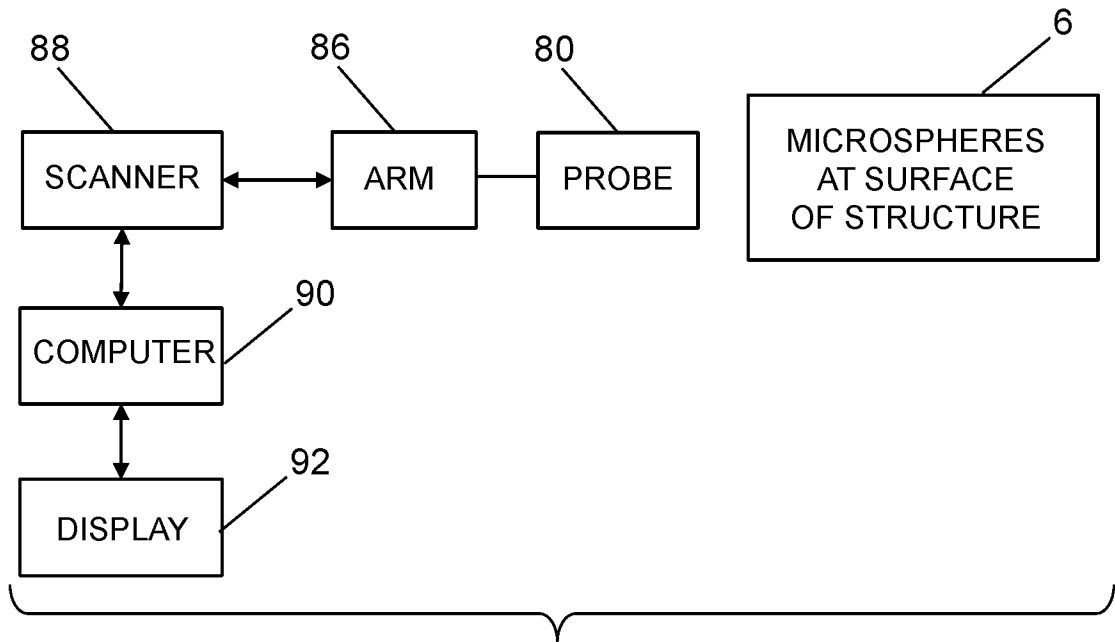 88
86
80
6
SCANNER
ARM
PROBE
MICROSPHERES
AT SURFACE
OF STRUCTURE
90
COMPUTER
92
DISPLAY